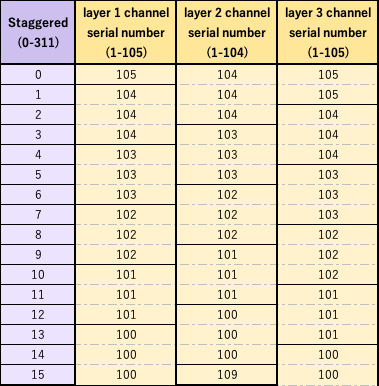 Staggered layer 1 channel layer 2 channel layer 3 channel
(0-311) serial number serial number serial number
(1-105) (1-104) (1-105)
0 105 104 105
1 104 104 105
2 104 104 104
3 104 103 104
4 103 103 104
5 103 103 103
6 103 102 103
7 102 102 103
8 102 102 102
9 102 101 102
10 101 101 102
11 101 101 101
12 101 100 101
13 100 100 101
14 100 100 100
15 100 109 100